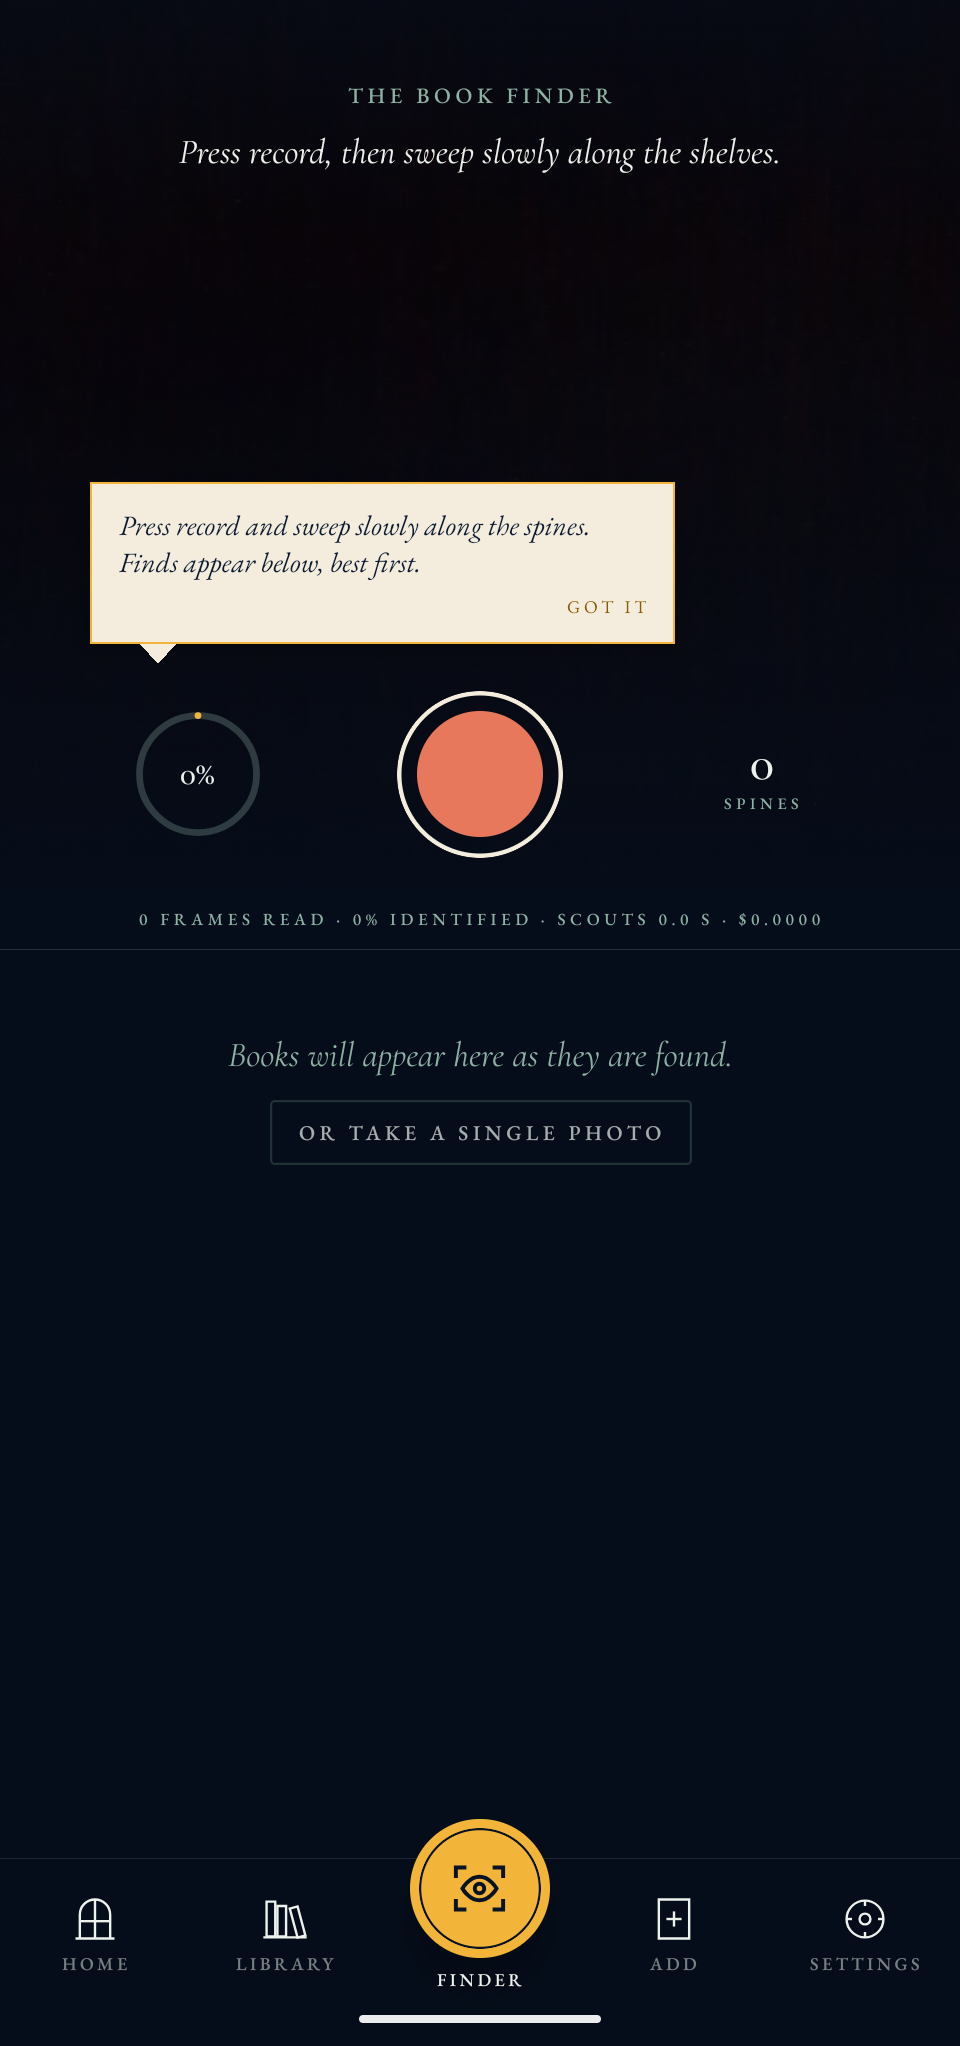 THE BOOK FINDER
Press record, then sweep slowly along the shelves.
Press record and sweep slowly along the spines.
Finds appear below, best first.
GOT IT
0%
0
SPINES
0 FRAMES READ · 0% IDENTIFIED · SCOUTS 0.0 S · $0.0000
Books will appear here as they are found.
OR TAKE A SINGLE PHOTO
HOME
LIBRARY
FINDER
ADD
SETTINGS